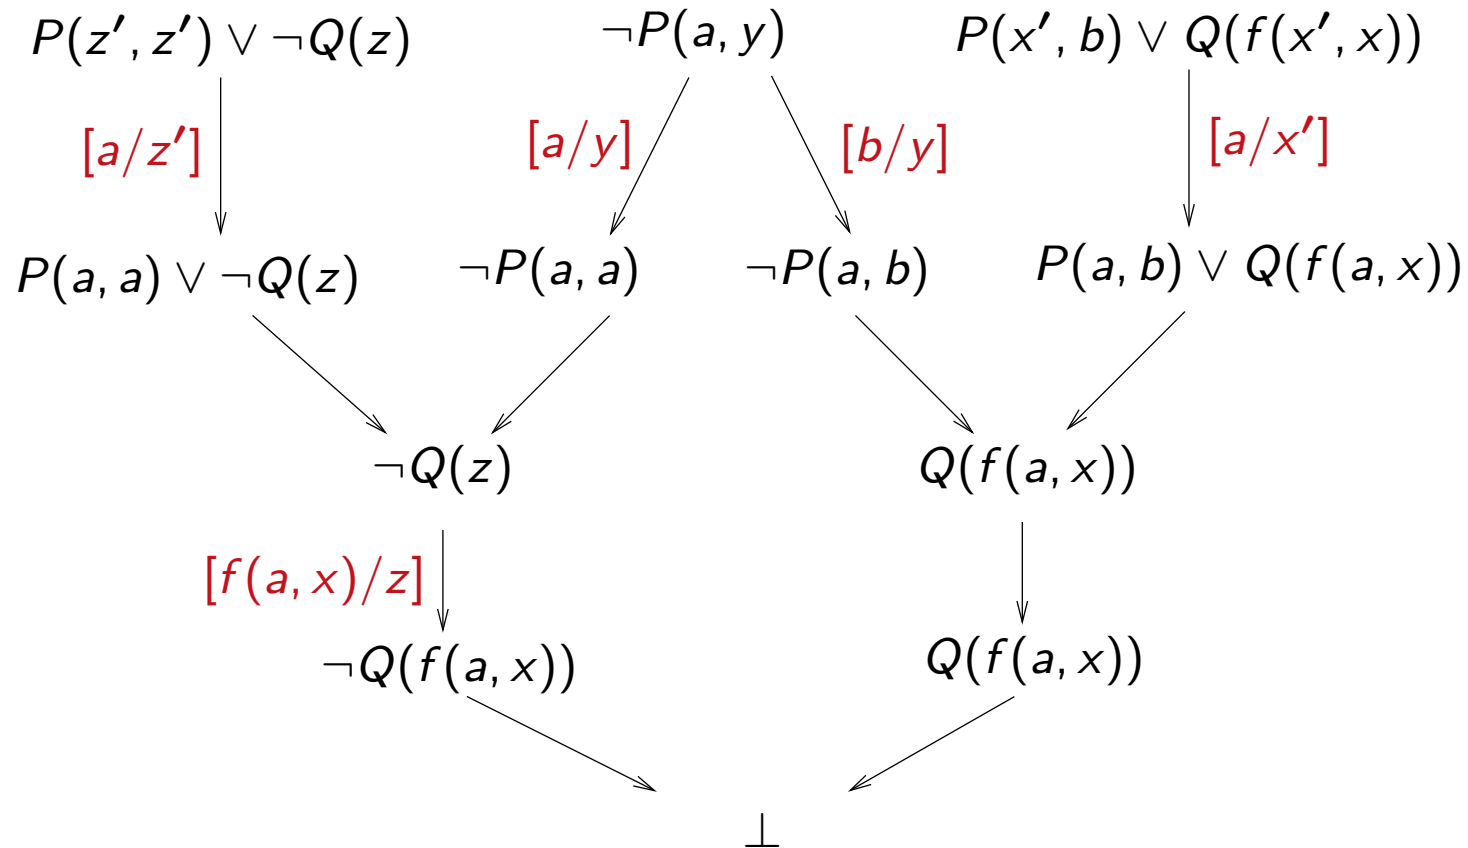 P(z′, z′) ∨ ¬Q(z) ¬P(a, y) P(x′, b) ∨ Q(f(x′, x))
[a/z′] [a/y] [b/y] [a/x′]
P(a, a) ∨ ¬Q(z) ¬P(a, a) ¬P(a, b) P(a, b) ∨ Q(f(a, x))
¬Q(z) Q(f(a, x))
[f(a, x)/z]
¬Q(f(a, x)) Q(f(a, x))
⊥